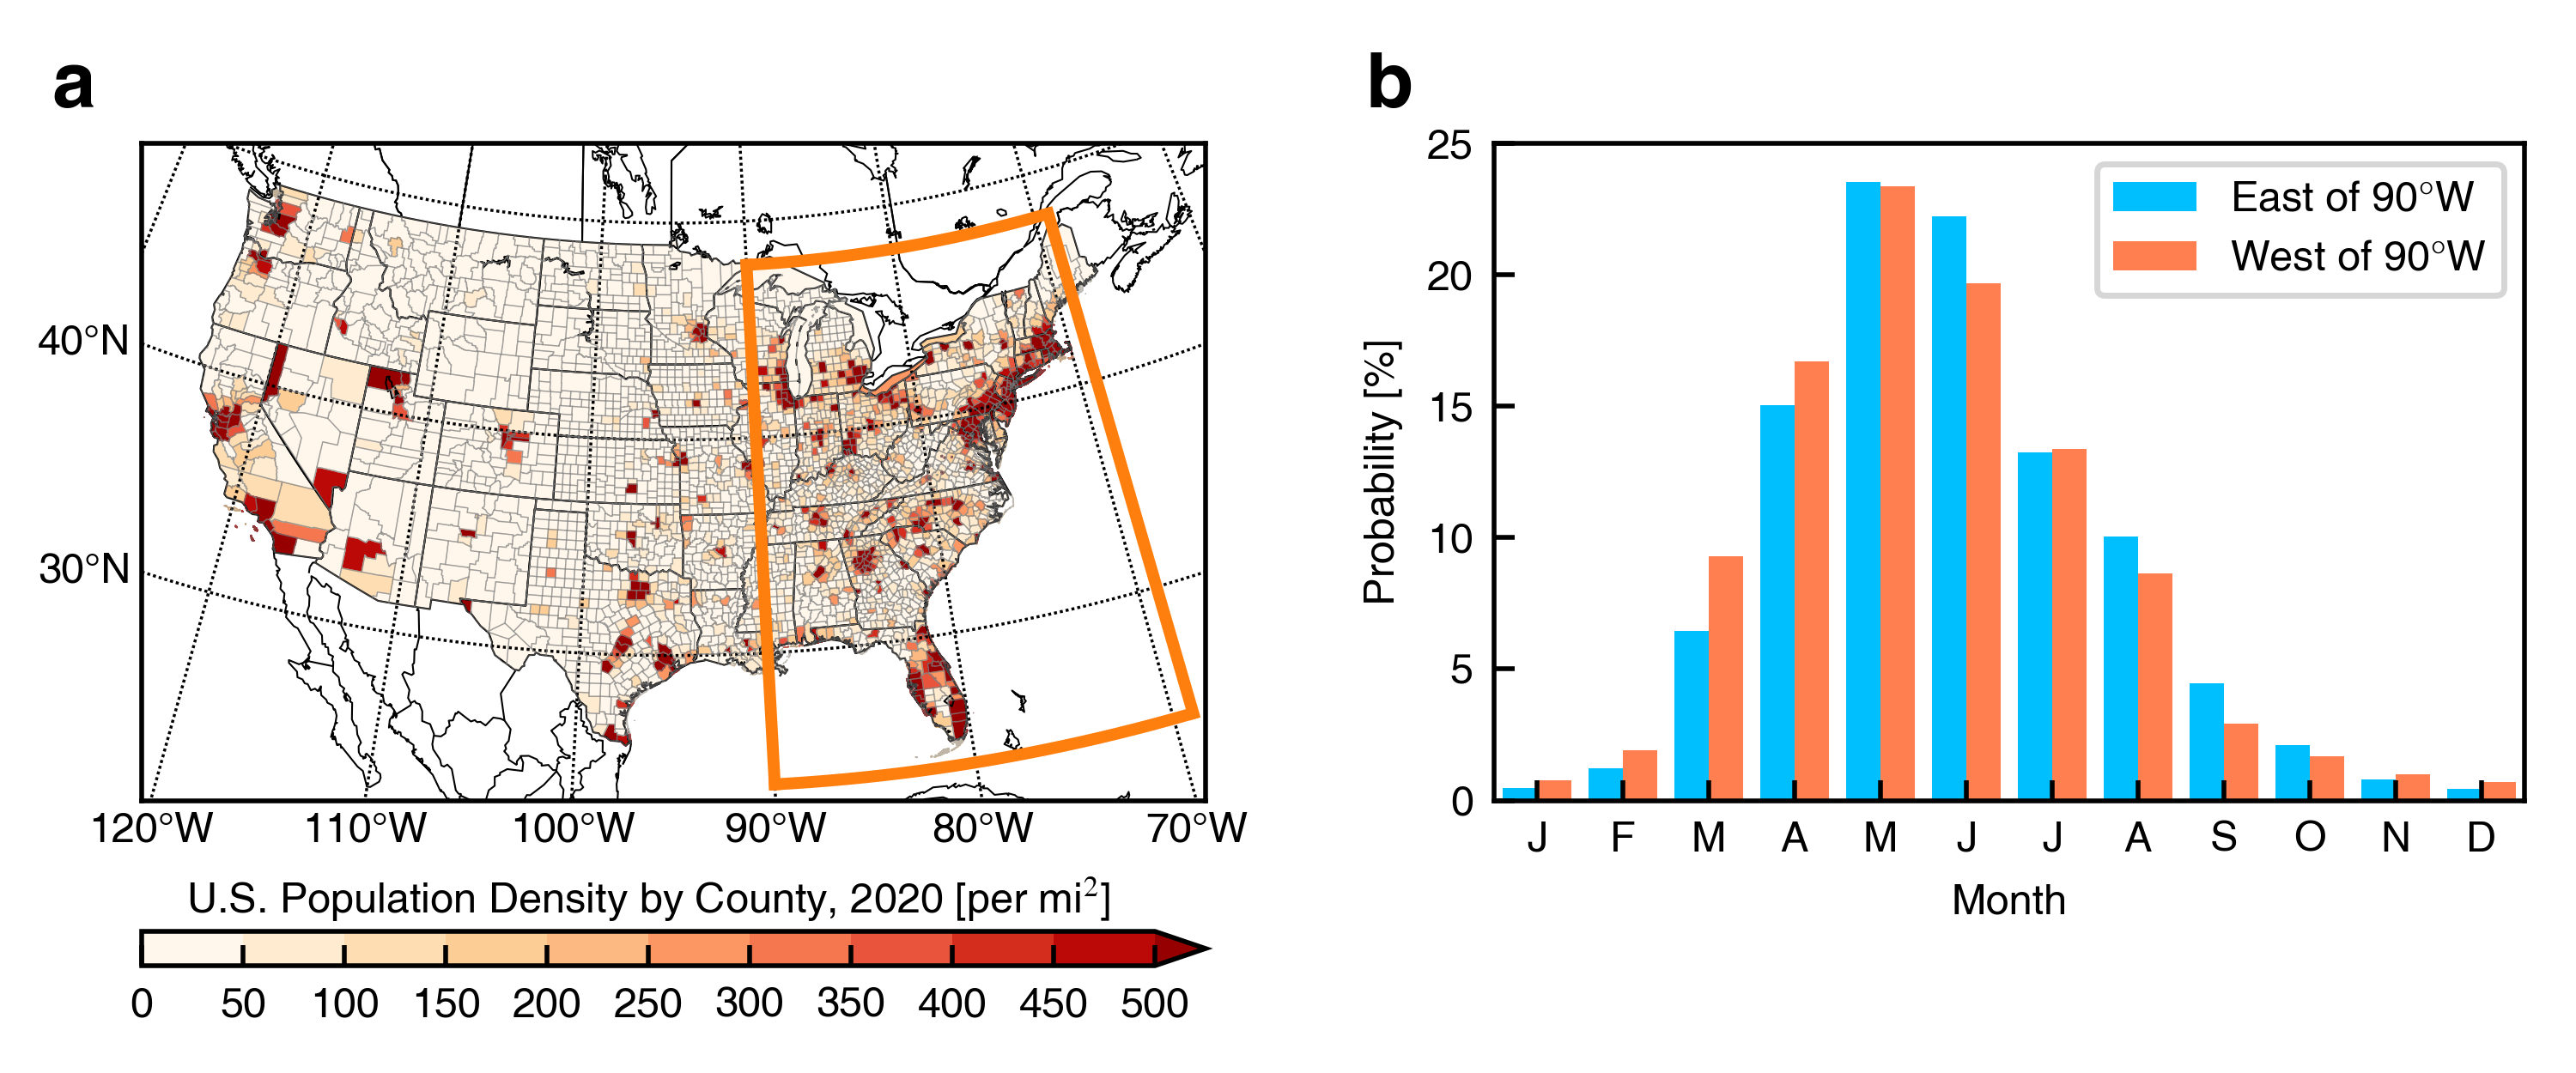 a
40°N
30°N
120°W 110°W 100°W 90°W 80°W 70°W
U.S. Population Density by County, 2020 [per mi²]
0 50 100 150 200 250 300 350 400 450 500
b
25
20
15
10
5
0
Probability [%]
East of 90°W
West of 90°W
J F M A M J J A S O N D
Month